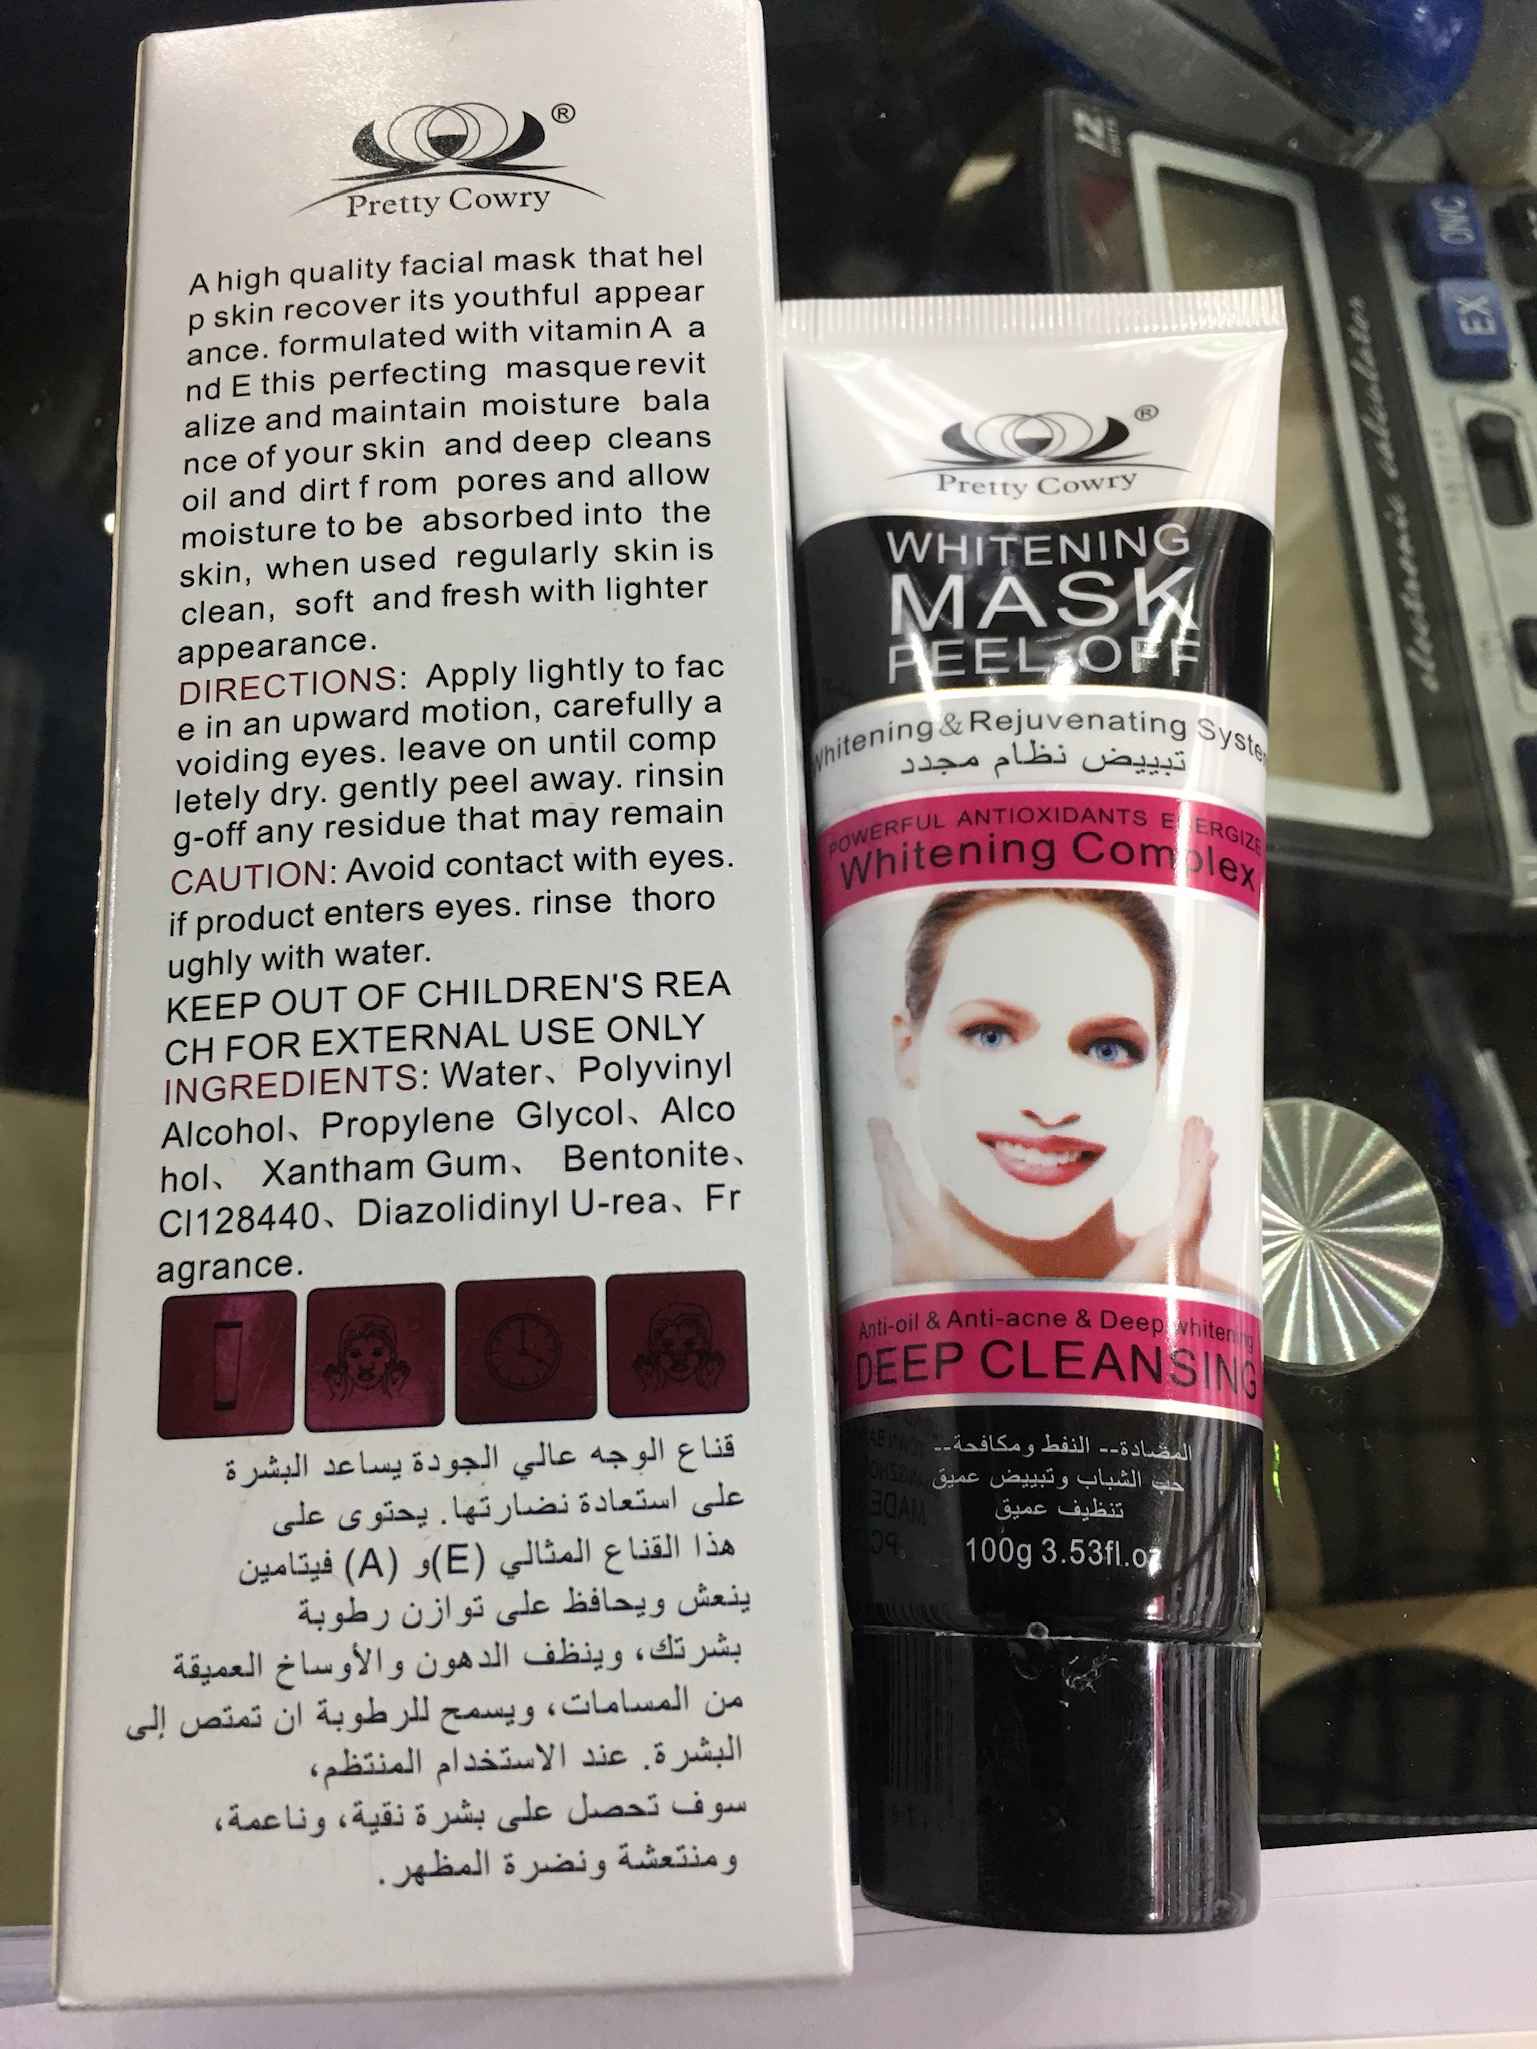 ®
Pretty Cowry
A high quality facial mask that hel
p skin recover its youthful appear
ance. formulated with vitamin A a
nd E this perfecting masque revit
alize and maintain moisture bala
nce of your skin and deep cleans
oil and dirt f rom pores and allow
moisture to be absorbed into the
skin, when used regularly skin is
clean, soft and fresh with lighter
appearance.
DIRECTIONS: Apply lightly to fac
e in an upward motion, carefully a
voiding eyes. leave on until comp
letely dry. gently peel away. rinsin
g-off any residue that may remain
CAUTION: Avoid contact with eyes.
if product enters eyes. rinse thoro
ughly with water.
KEEP OUT OF CHILDREN'S REA
CH FOR EXTERNAL USE ONLY
INGREDIENTS: Water、Polyvinyl
Alcohol、Propylene Glycol、Alco
hol、 Xantham Gum、 Bentonite、
CI128440、Diazolidinyl U-rea、Fr
agrance.
قناع الوجه عالي الجودة يساعد البشرة
على استعادة نضارتها. يحتوى على
هذا القناع المثالي (E)و (A) فيتامين
ينعش ويحافظ على توازن رطوبة
بشرتك، وينظف الدهون والأوساخ العميقة
من المسامات، ويسمح للرطوبة ان تمتص إلى
البشرة. عند الاستخدام المنتظم،
سوف تحصل على بشرة نقية، وناعمة،
ومنتعشة ونضرة المظهر.
®
Pretty Cowry
WHITENING
MASK
PEEL-OFF
Whitening&Rejuvenating System
تبييض نظام مجدد
POWERFUL ANTIOXIDANTS ENERGIZE
Whitening Complex
Anti-oil & Anti-acne & Deep whitening
DEEP CLEANSING
المضادة-- النفط ومكافحة--
حب الشباب وتبييض عميق
تنظيف عميق
100g 3.53fl.oz
MADE
electronic calculator
ONC
EX